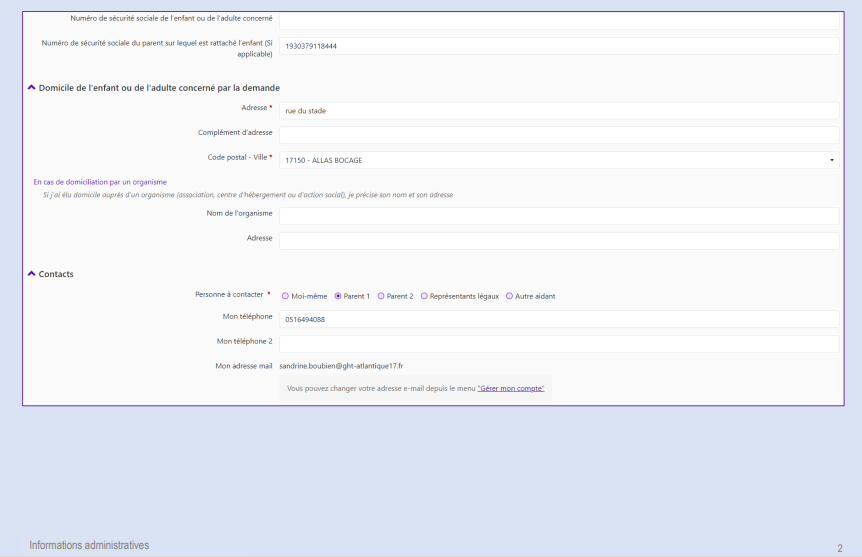 Numéro de sécurité sociale de l'enfant ou de l'adulte concerné
Numéro de sécurité sociale du parent sur lequel est rattaché l'enfant (Si
applicable)
1930379118444
Domicile de l'enfant ou de l'adulte concerné par la demande
Adresse * rue du stade
Complément d'adresse
Code postal - Ville * 17150 - ALLAS BOCAGE
En cas de domiciliation par un organisme
Si j'ai élu domicile auprès d'un organisme (association, centre d'hébergement ou d'action social), je précise son nom et son adresse
Nom de l'organisme
Adresse
Contacts
Personne à contacter * Moi-même Parent 1 Parent 2 Représentants légaux Autre aidant
Mon téléphone 0516494088
Mon téléphone 2
Mon adresse mail sandrine.boubien@ght-atlantique17.fr
Vous pouvez changer votre adresse e-mail depuis le menu "Gérer mon compte"
Informations administratives 2